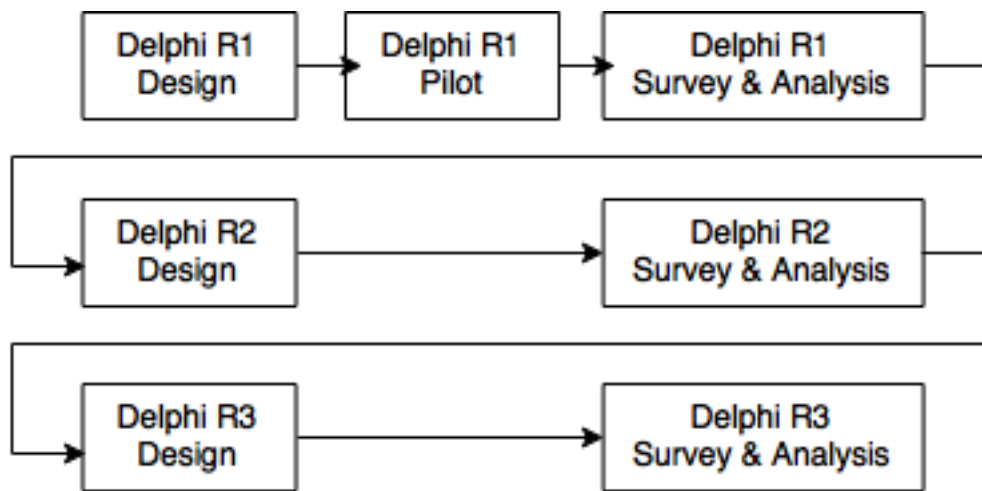 Delphi R1
Design
Delphi R1
Pilot
Delphi R1
Survey & Analysis
Delphi R2
Design
Delphi R2
Survey & Analysis
Delphi R3
Design
Delphi R3
Survey & Analysis